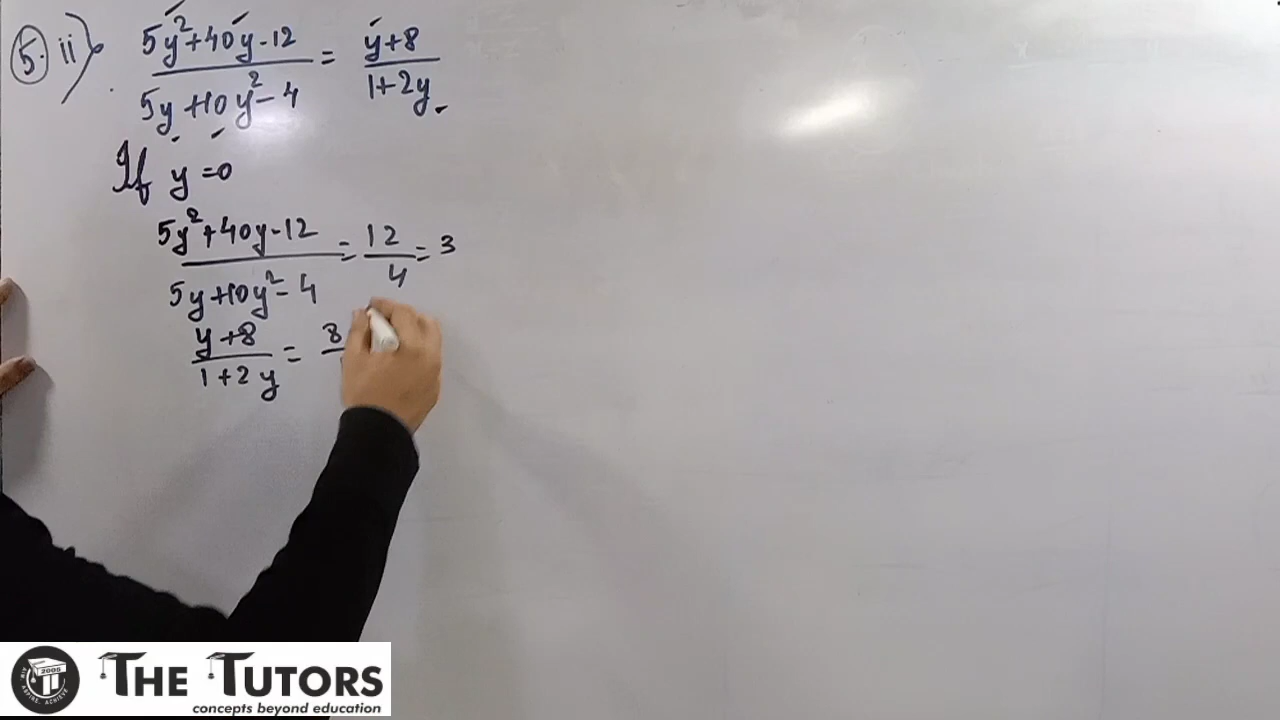 5. ii) 5y²+40y-12 / 5y+10y²-4 = y+8 / 1+2y
If y=0
5y²+40y-12 / 5y+10y²-4 = 12/4 = 3
y+8 / 1+2y = 8
THE TUTORS
concepts beyond education
2005